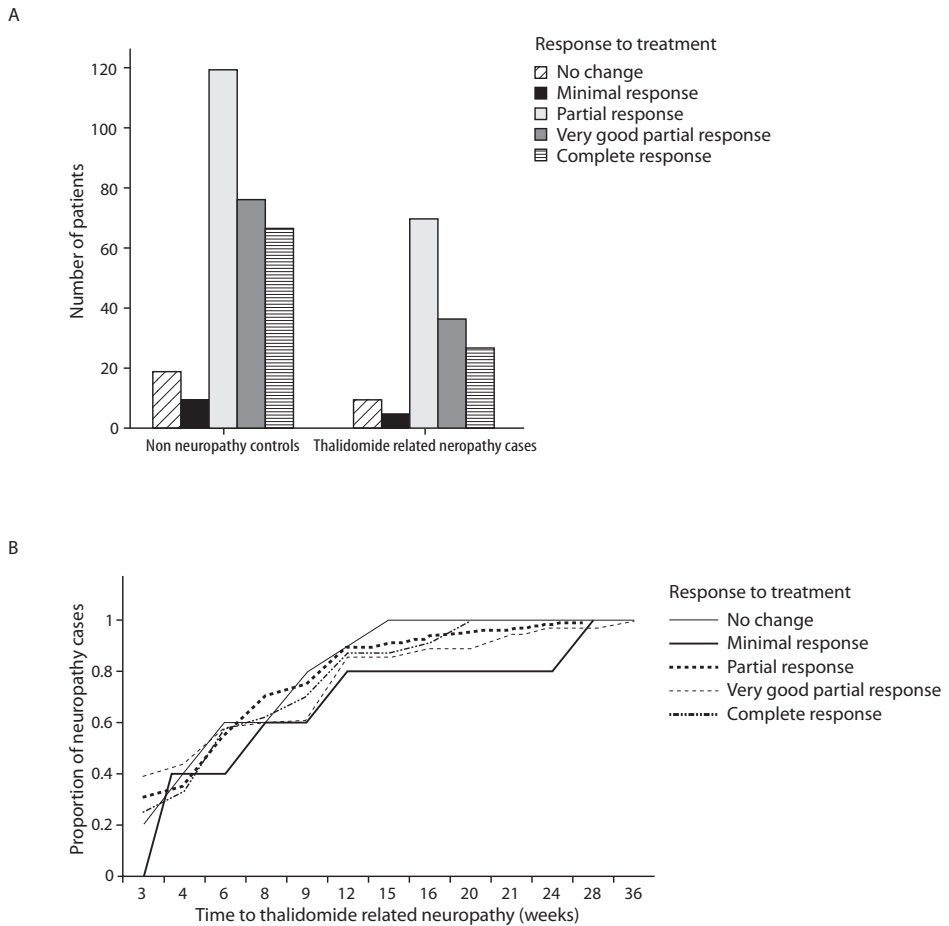 A
Response to treatment
No change
Minimal response
Partial response
Very good partial response
Complete response
Number of patients
120
100
80
60
40
20
0
Non neuropathy controls
Thalidomide related neropathy cases
B
Response to treatment
No change
Minimal response
Partial response
Very good partial response
Complete response
Proportion of neuropathy cases
1
0.8
0.6
0.4
0.2
0
3 4 6 8 9 12 15 16 20 21 24 28 36
Time to thalidomide related neuropathy (weeks)